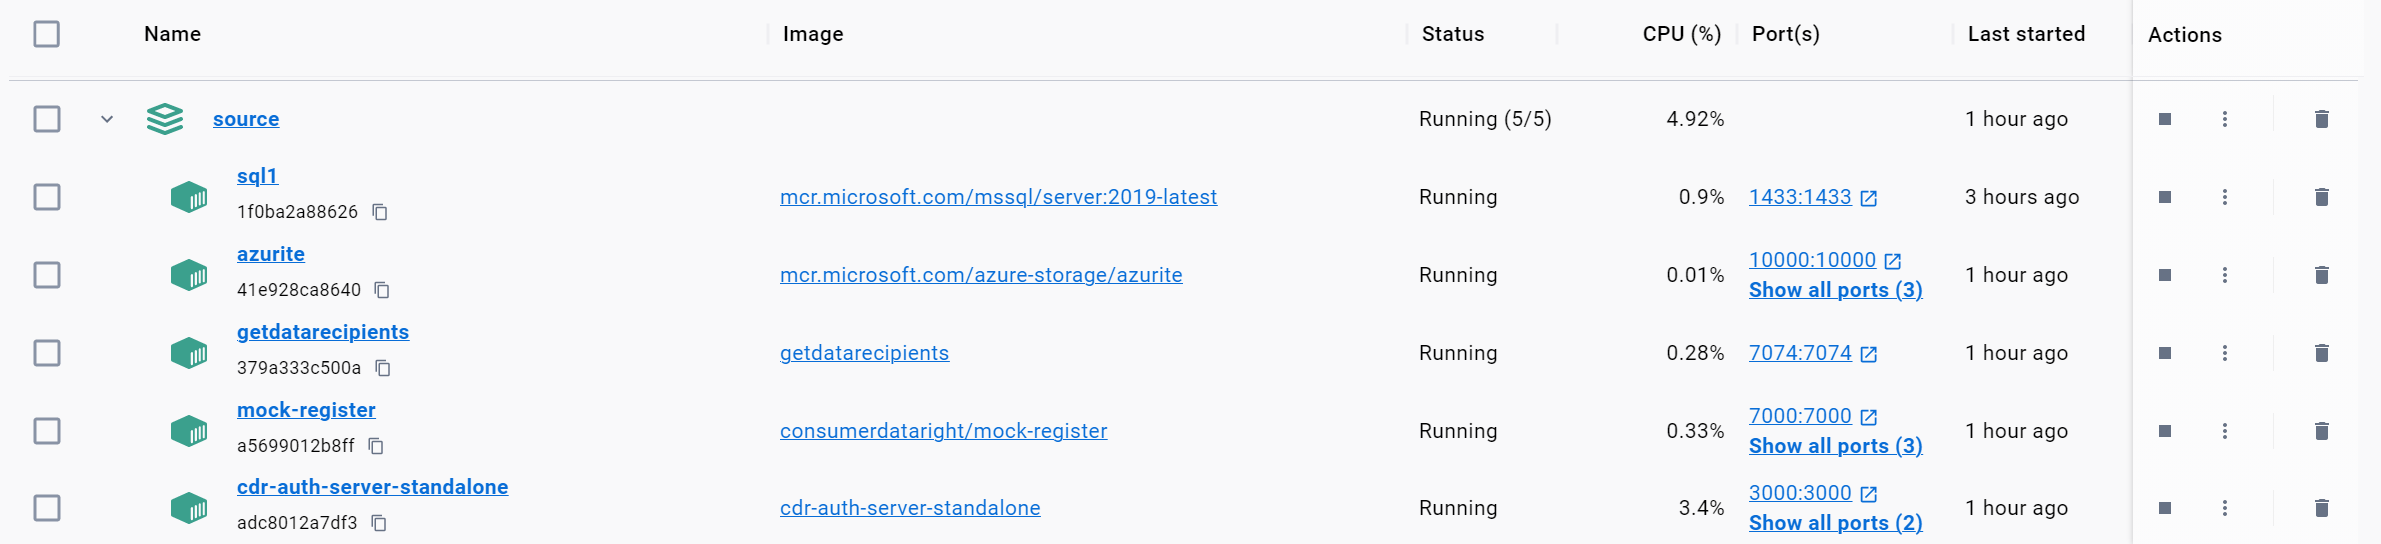 Name Image Status CPU (%) Port(s) Last started Actions
source Running (5/5) 4.92% 1 hour ago
sql1
1f0ba2a88626
mcr.microsoft.com/mssql/server:2019-latest Running 0.9% 1433:1433 3 hours ago
azurite
41e928ca8640
mcr.microsoft.com/azure-storage/azurite Running 0.01% 10000:10000
Show all ports (3)
1 hour ago
getdatarecipients
379a333c500a
getdatarecipients Running 0.28% 7074:7074 1 hour ago
mock-register
a5699012b8ff
consumerdataright/mock-register Running 0.33% 7000:7000
Show all ports (3)
1 hour ago
cdr-auth-server-standalone
adc8012a7df3
cdr-auth-server-standalone Running 3.4% 3000:3000
Show all ports (2)
1 hour ago